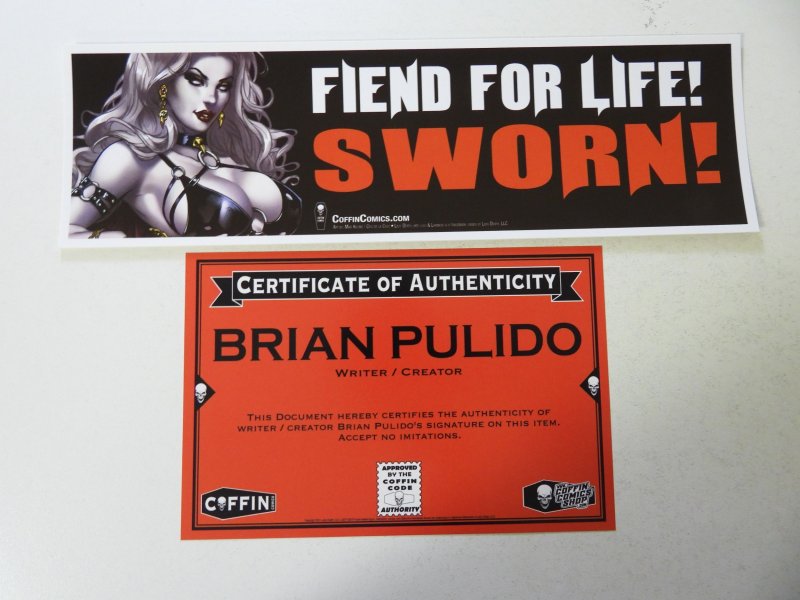 FIEND FOR LIFE!
SWORN!
COFFINCOMICS.COM
CERTIFICATE OF AUTHENTICITY
BRIAN PULIDO
WRITER / CREATOR
THIS DOCUMENT HEREBY CERTIFIES THE AUTHENTICITY OF
WRITER / CREATOR BRIAN PULIDO'S SIGNATURE ON THIS ITEM.
ACCEPT NO IMITATIONS.
APPROVED
BY THE
COFFIN
CODE
AUTHORITY
COFFIN
COMICS
THE
COFFIN
COMICS
SHOP